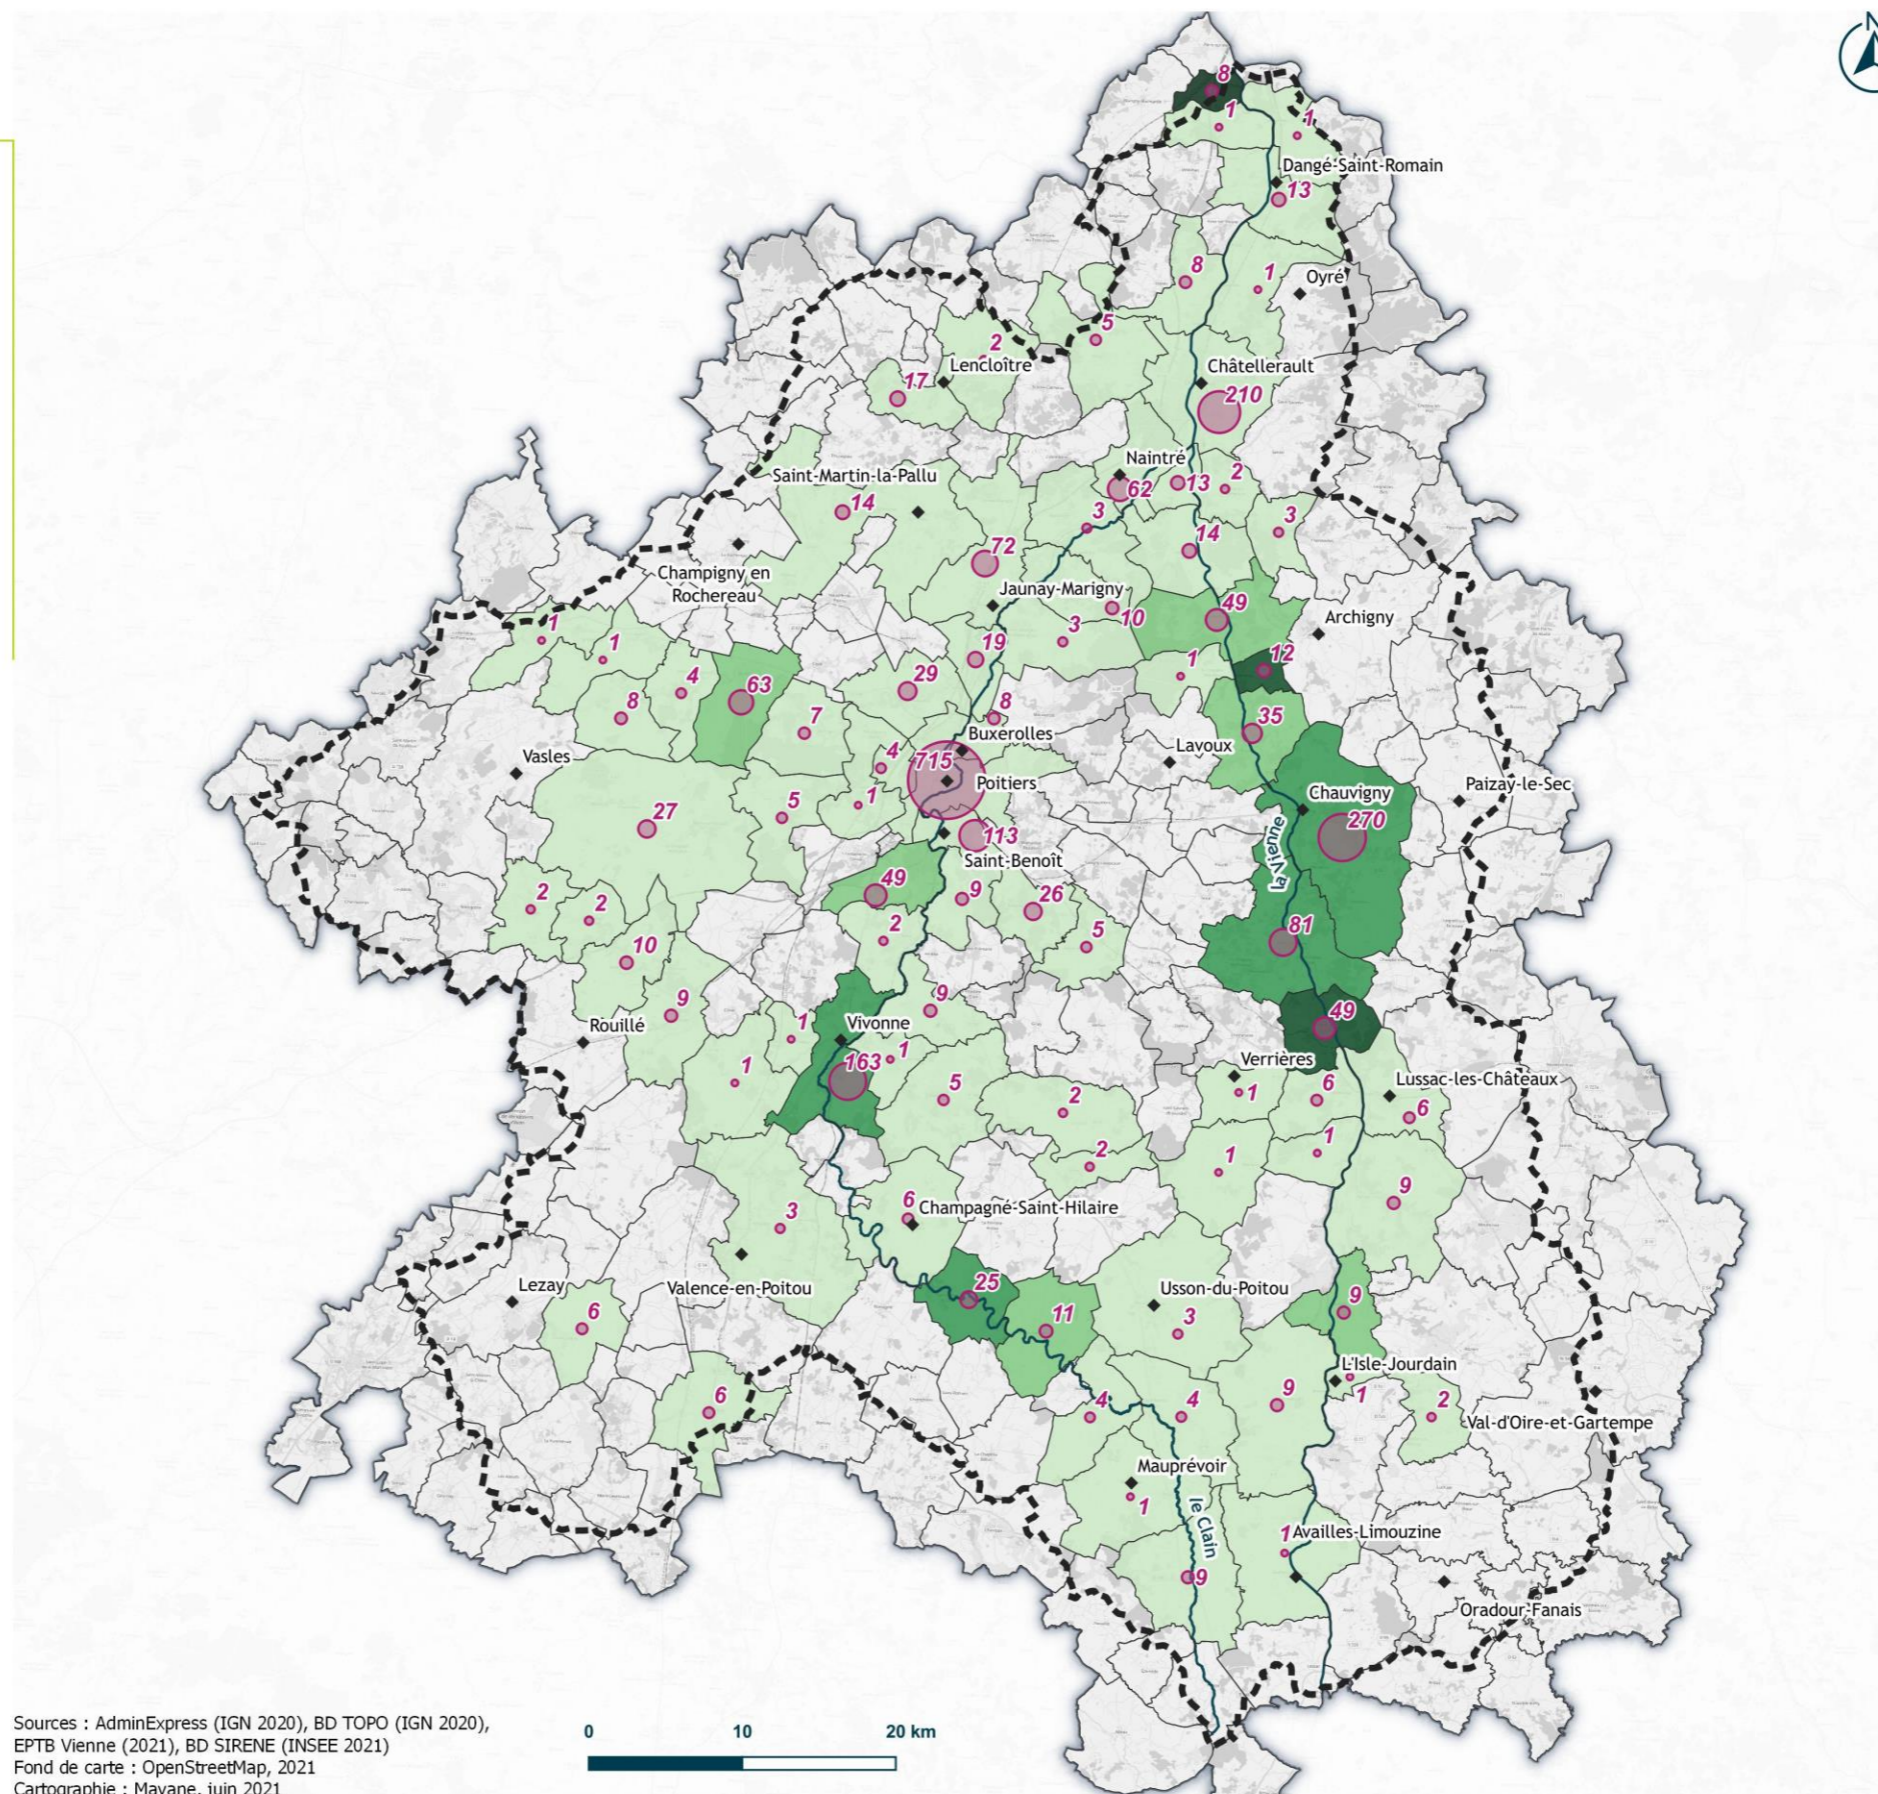 N
8
1
1
Dangé-Saint-Romain
13
8
1
Oyré
5
2
Lencloître
Châtellerault
17
210
Naintré
Saint-Martin-la-Pallu
62
13
2
14
3
3
14
72
Champigny en
Rochereau
Jaunay-Marigny
49
10
Archigny
1
3
1
19
12
4
63
29
1
8
7
8
35
Buxerolles
Lavoux
Vasles
4
715
Poitiers
Paizay-le-Sec
1
Chauvigny
5
27
270
113
la Vienne
Saint-Benoît
49
9
26
2
2
2
5
81
10
9
9
49
Rouillé
1
Vivonne
1
163
Verrières
1
5
Lussac-les-Châteaux
2
1
6
6
1
2
1
9
6
Champagné-Saint-Hilaire
3
Valence-en-Poitou
25
Usson-du-Poitou
Lezay
9
6
11
3
L'Isle-Jourdain
6
4
4
9
1
2
Val-d'Oire-et-Gartempe
Mauprévoir
1
le Clain
1
Availles-Limouzine
9
Oradour-Fanais
Sources : AdminExpress (IGN 2020), BD TOPO (IGN 2020),
EPTB Vienne (2021), BD SIRENE (INSEE 2021)
Fond de carte : OpenStreetMap, 2021
Cartographie : Mayane, juin 2021
0 10 20 km